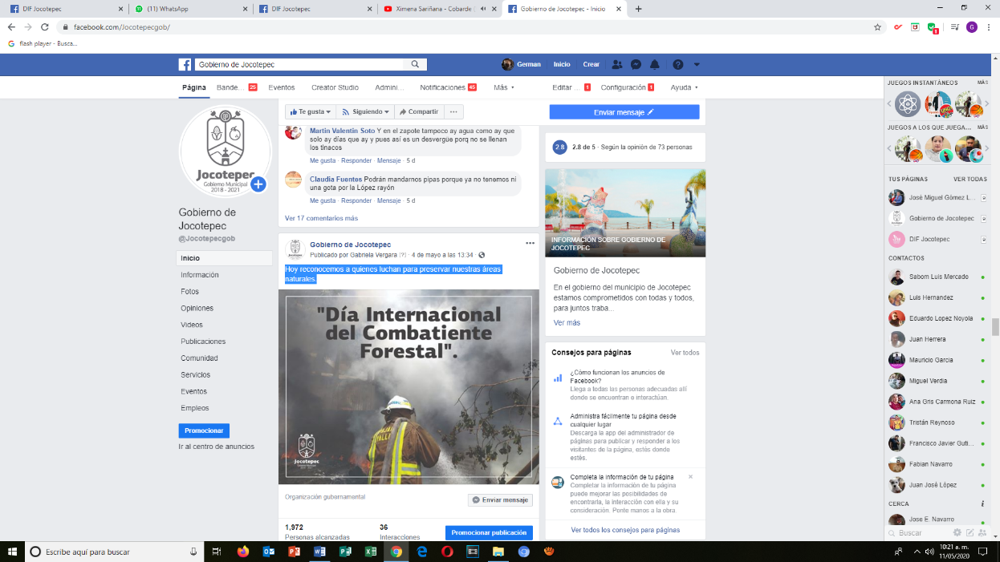 DIF Jocotepec
(11) WhatsApp
DIF Jocotepec
Ximena Sariñana - Cobarde (
Gobierno de Jocotepec - Inicio
facebook.com/Jocotepecgob/
flash player - Busca...
Gobierno de Jocotepec
German Inicio Crear
Página Bande... 25 Eventos Creator Studio Admini... Notificaciones 45 Más Editar ... 1 Configuración 1 Ayuda
Jocotepec
Gobierno Municipal
2018 - 2021
Gobierno de
Jocotepec
@Jocotepecgob
Inicio
Información
Fotos
Opiniones
Videos
Publicaciones
Comunidad
Servicios
Eventos
Empleos
Promocionar
Ir al centro de anuncios
Te gusta Siguiendo Compartir ...
Martin Valentin Soto Y en el zapote tampoco ay agua como ay que
solo ay días que ay y pues así es un desvergüe porq no se llenan
los tinacos
Me gusta · Responder · Mensaje · 5 d
Claudia Fuentes Podrán mandarnos pipas porque ya no tenemos ni
una gota por la López rayón
Me gusta · Responder · Mensaje · 5 d
Ver 17 comentarios más
Gobierno de Jocotepec
Publicado por Gabriela Vergara [?] · 4 de mayo a las 13:34 ·
Hoy reconocemos a quienes luchan para preservar nuestras áreas
naturales
"Día Internacional
del Combatiente
Forestal".
Jocotepec
Organización gubernamental
Enviar mensaje
1,972
Personas alcanzadas
36
Interacciones
Promocionar publicación
Enviar mensaje
2.8 2.8 de 5 · Según la opinión de 73 personas
INFORMACIÓN SOBRE GOBIERNO DE
JOCOTEPEC
Gobierno de Jocotepec
En el gobierno del municipio de Jocotepec
estamos comprometidos con todas y todos,
para juntos traba...
Ver más
Consejos para páginas Ver todos
¿Cómo funcionan los anuncios de
Facebook?
Llega a todas las personas adecuadas allí
donde se encuentran e interactúan.
Administra fácilmente tu página desde
cualquier lugar
Descarga la app del administrador de
páginas para publicar y responder a los
visitantes de la página, estés donde
estés.
Completa la información de tu página
Completar la información de tu página
puede mejorar las posibilidades de
encontrarla, la interacción con ella y su
consideración. Ponte manos a la obra.
Ver todos los consejos para páginas
JUEGOS INSTANTÁNEOS MÁS
JUEGOS A LOS QUE JUEGA... MÁS
TUS PÁGINAS VER TODAS
José Miguel Gómez L...
Gobierno de Jocotepec
DIF Jocotepec
CONTACTOS
Sabom Luis Mercado
Luis Hernandez
Eduardo Lopez Noyola
Juan Herrera
Mauricio Garcia
Miguel Verdia
Ana Gris Carmona Ruiz
Tristán Reynoso
Francisco Javier Guti...
Fabian Navarro
Juan José López
CERCA
Jose E. Navarro
Buscar
Escribe aquí para buscar
10:21 a. m.
11/05/2020